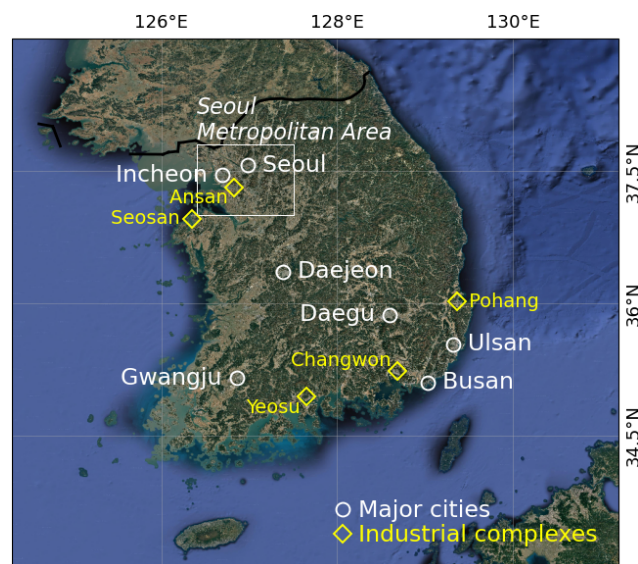 126°E 128°E 130°E
Seoul
Metropolitan Area
Seoul
Incheon
37.5°N
Ansan
Seosan
Daejeon
Pohang
36°N
Daegu
Ulsan
Changwon
Gwangju
Busan
Yeosu
34.5°N
Major cities
Industrial complexes